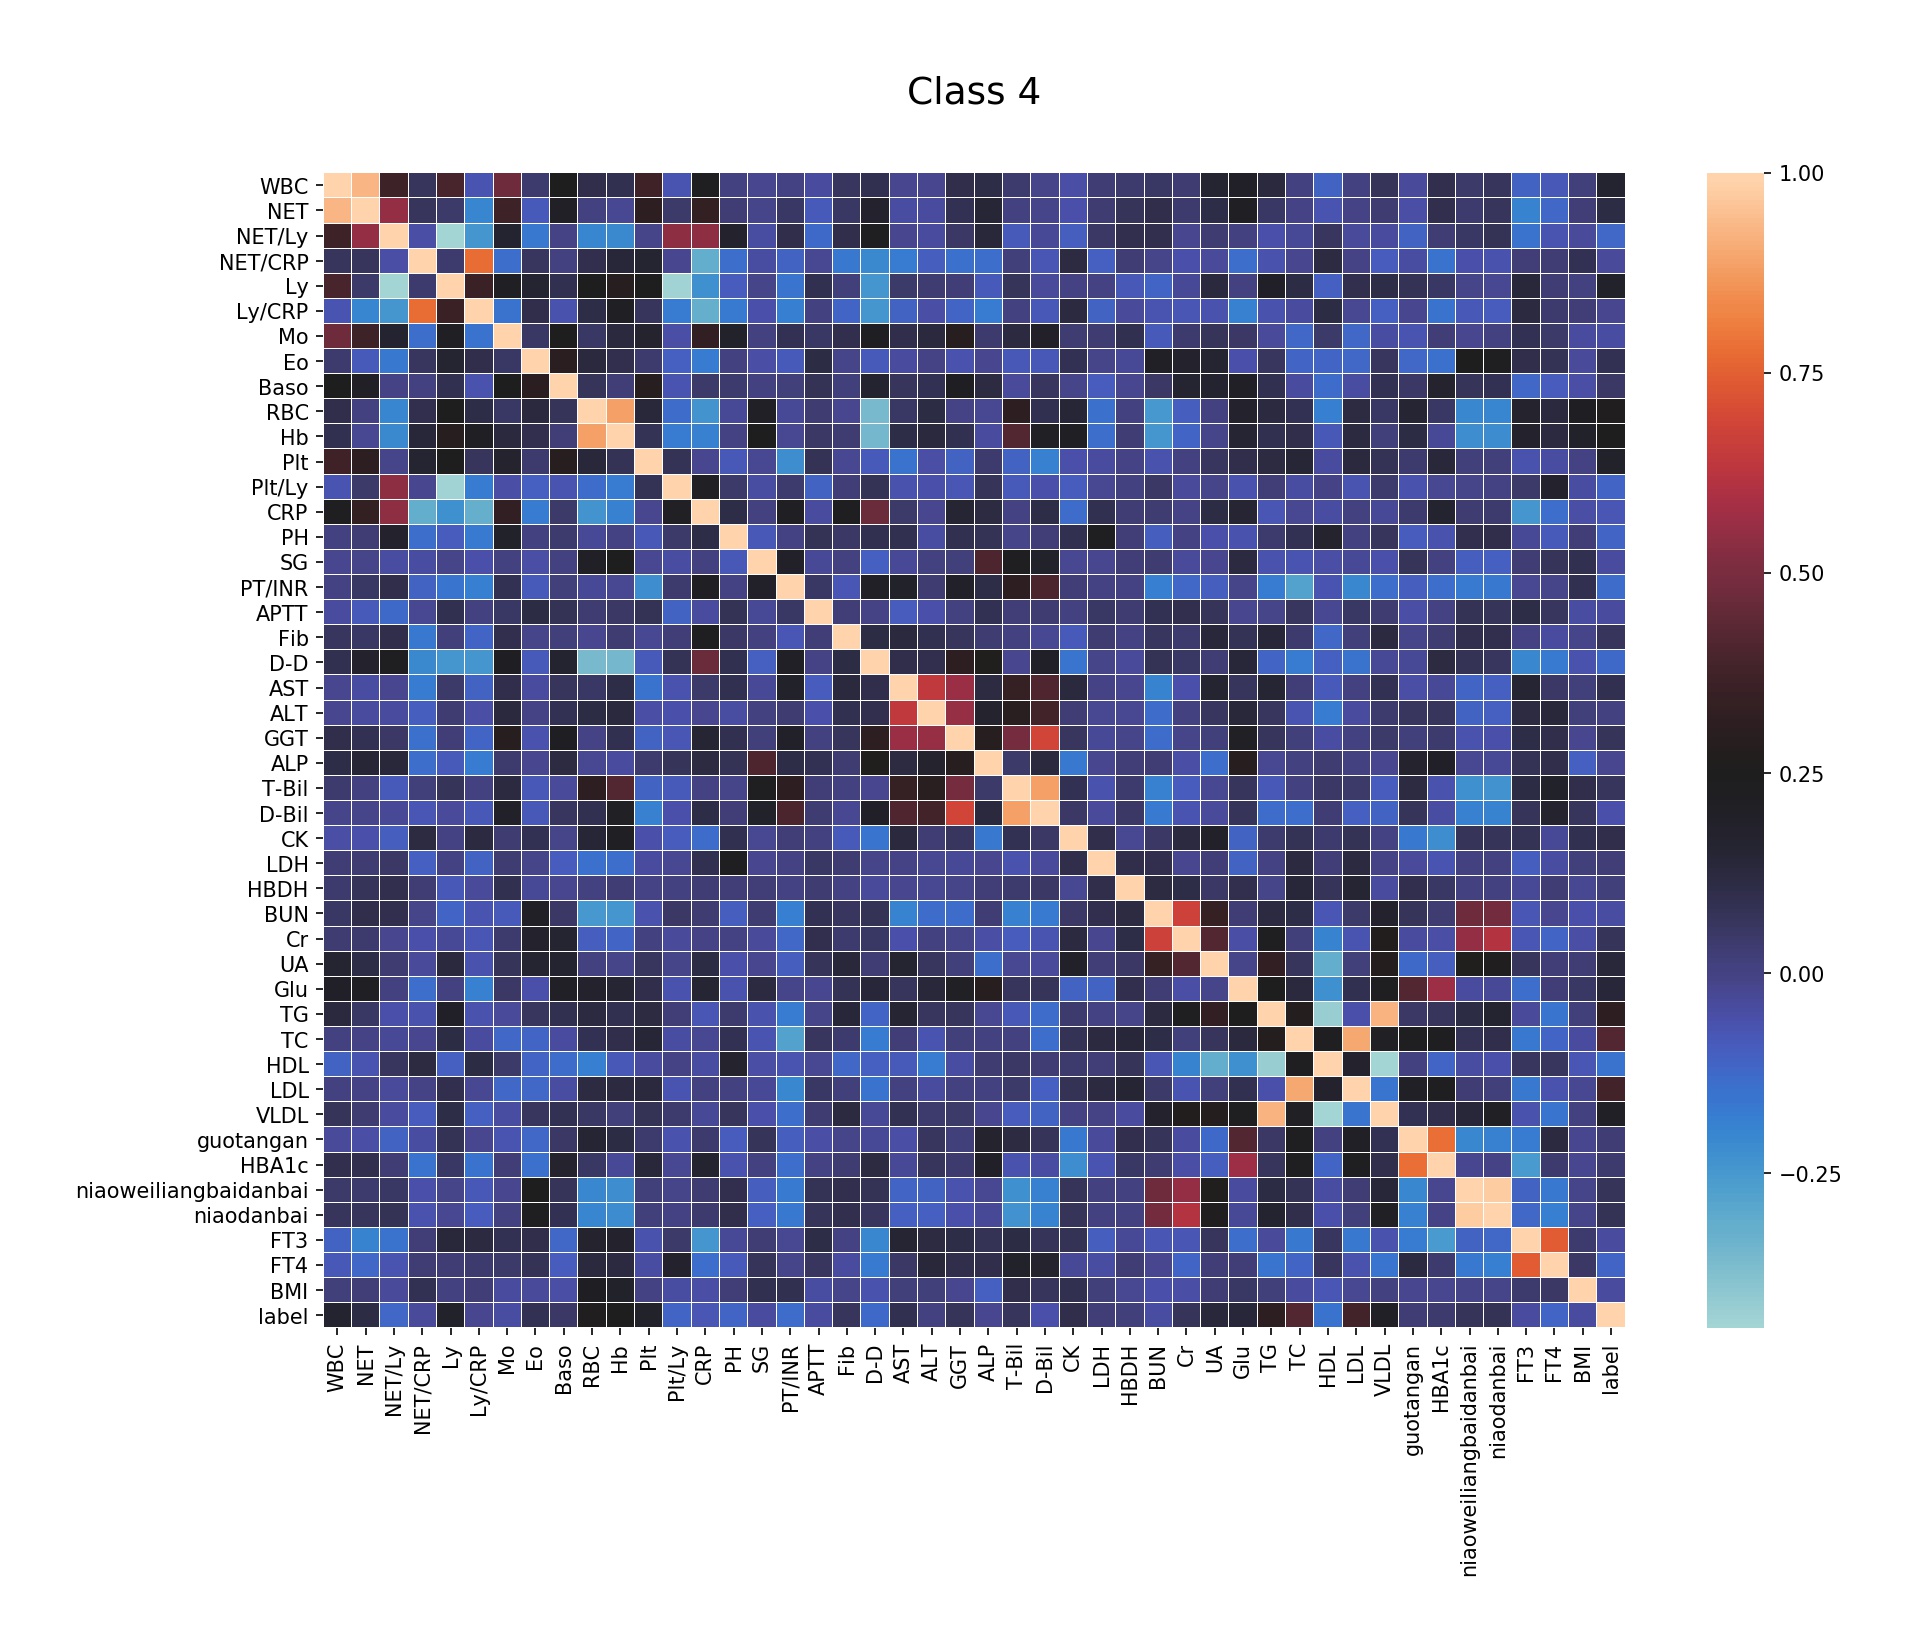 Class 4
WBC
NET
NET/Ly
NET/CRP
Ly
Ly/CRP
Mo
Eo
Baso
RBC
Hb
Plt
Plt/Ly
CRP
PH
SG
PT/INR
APTT
Fib
D-D
AST
ALT
GGT
ALP
T-Bil
D-Bil
CK
LDH
HBDH
BUN
Cr
UA
Glu
TG
TC
HDL
LDL
VLDL
guotangan
HBA1c
niaoweiliangbaidanbai
niaodanbai
FT3
FT4
BMI
label
WBC
NET
NET/Ly
NET/CRP
Ly
Ly/CRP
Mo
Eo
Baso
RBC
Hb
Plt
Plt/Ly
CRP
PH
SG
PT/INR
APTT
Fib
D-D
AST
ALT
GGT
ALP
T-Bil
D-Bil
CK
LDH
HBDH
BUN
Cr
UA
Glu
TG
TC
HDL
LDL
VLDL
guotangan
HBA1c
niaoweiliangbaidanbai
niaodanbai
FT3
FT4
BMI
label
1.00
0.75
0.50
0.25
0.00
−0.25